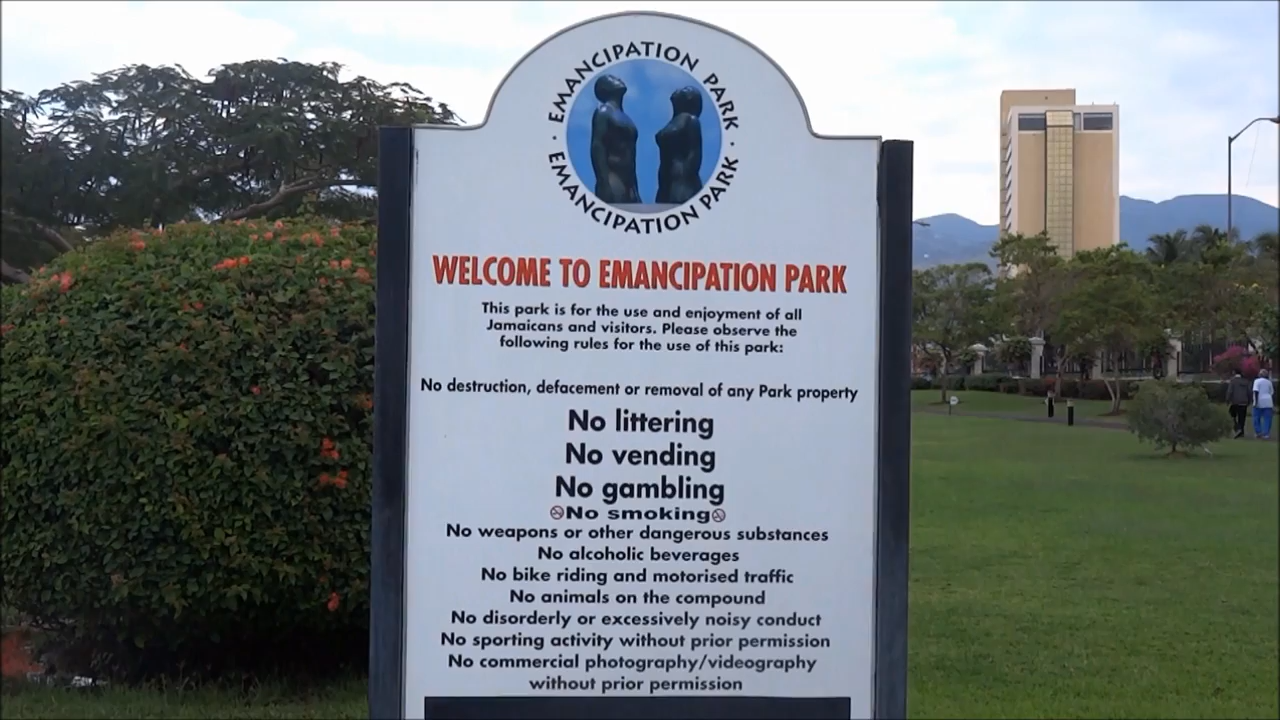 · EMANCIPATION PARK ·
EMANCIPATION PARK
WELCOME TO EMANCIPATION PARK
This park is for the use and enjoyment of all
Jamaicans and visitors. Please observe the
following rules for the use of this park:
No destruction, defacement or removal of any Park property
No littering
No vending
No gambling
No smoking
No weapons or other dangerous substances
No alcoholic beverages
No bike riding and motorised traffic
No animals on the compound
No disorderly or excessively noisy conduct
No sporting activity without prior permission
No commercial photography/videography
without prior permission